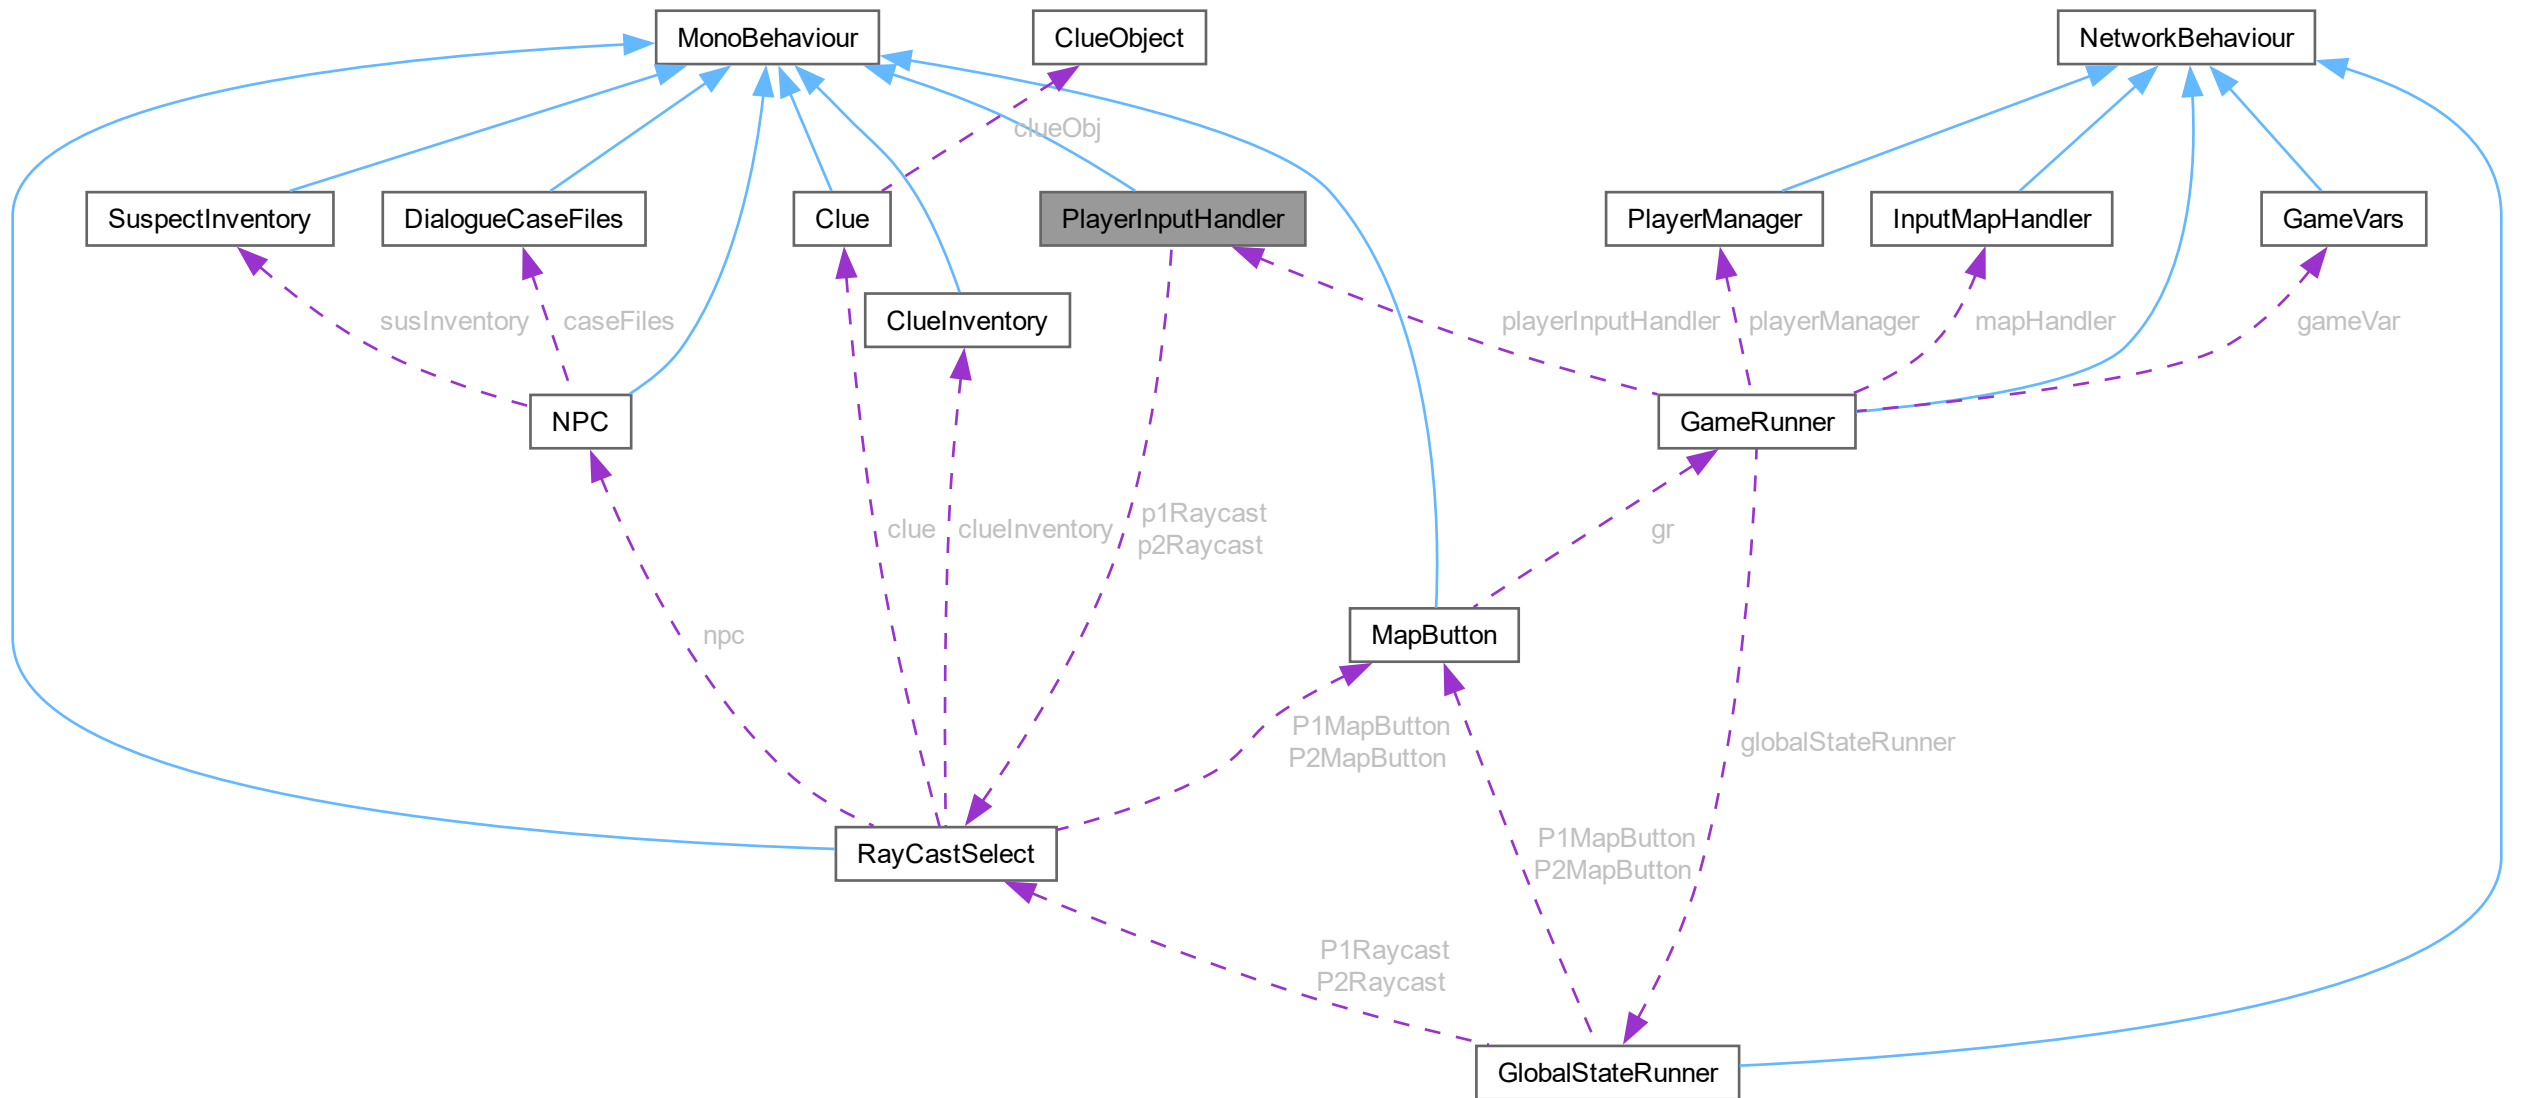 MonoBehaviour
ClueObject
NetworkBehaviour
clueObj
SuspectInventory
DialogueCaseFiles
Clue
PlayerInputHandler
PlayerManager
InputMapHandler
GameVars
susInventory
caseFiles
ClueInventory
playerInputHandler
playerManager
mapHandler
gameVar
NPC
GameRunner
clue
clueInventory
p1Raycast
p2Raycast
gr
npc
MapButton
P1MapButton
P2MapButton
globalStateRunner
P1MapButton
P2MapButton
RayCastSelect
P1Raycast
P2Raycast
GlobalStateRunner